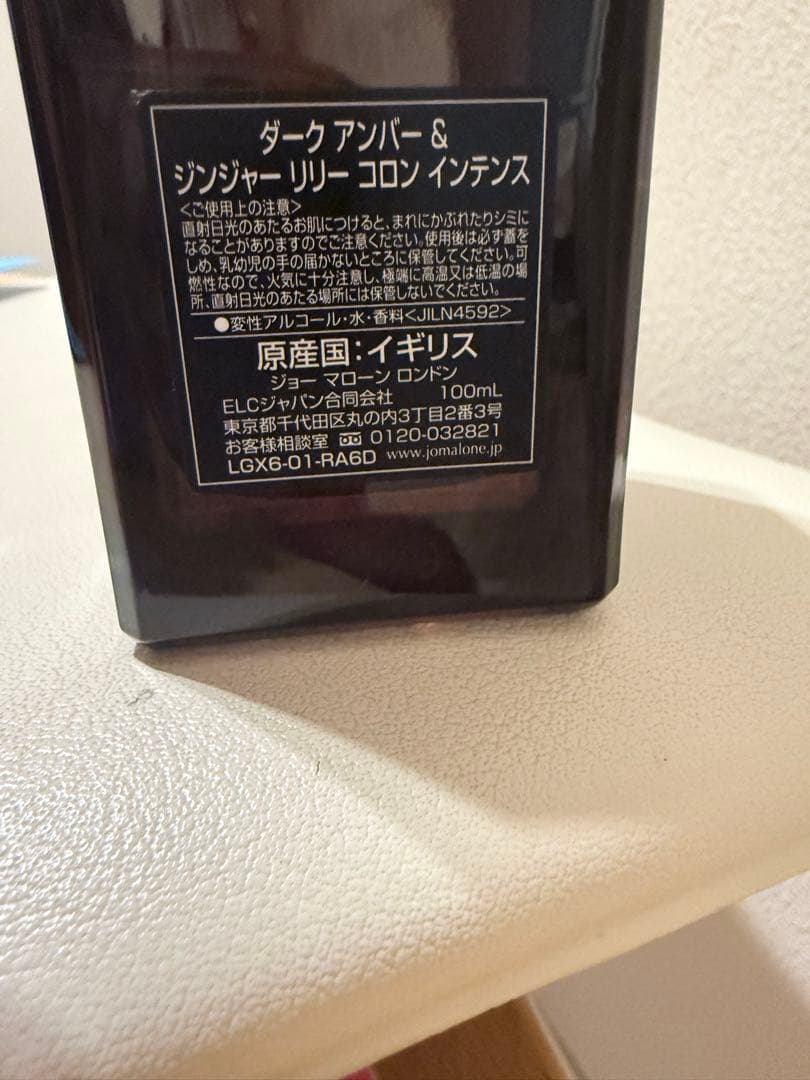 ダーク アンバー &
ジンジャー リリー コロン インテンス
<ご使用上の注意>
直射日光のあたるお肌につけると、まれにかぶれたりシミに
なることがありますのでご注意ください。使用後は必ず蓋を
しめ、乳幼児の手の届かないところに保管してください。可
燃性なので、火気に十分注意し、極端に高温又は低温の場
所、直射日光のあたる場所には保管しないでください。
●変性アルコール・水・香料<JILN4592>
原産国：イギリス
ジョー マローン ロンドン
ELCジャパン合同会社 100mL
東京都千代田区丸の内3丁目2番3号
お客様相談室 0120-032821
LGX6-01-RA6D www.jomalone.jp